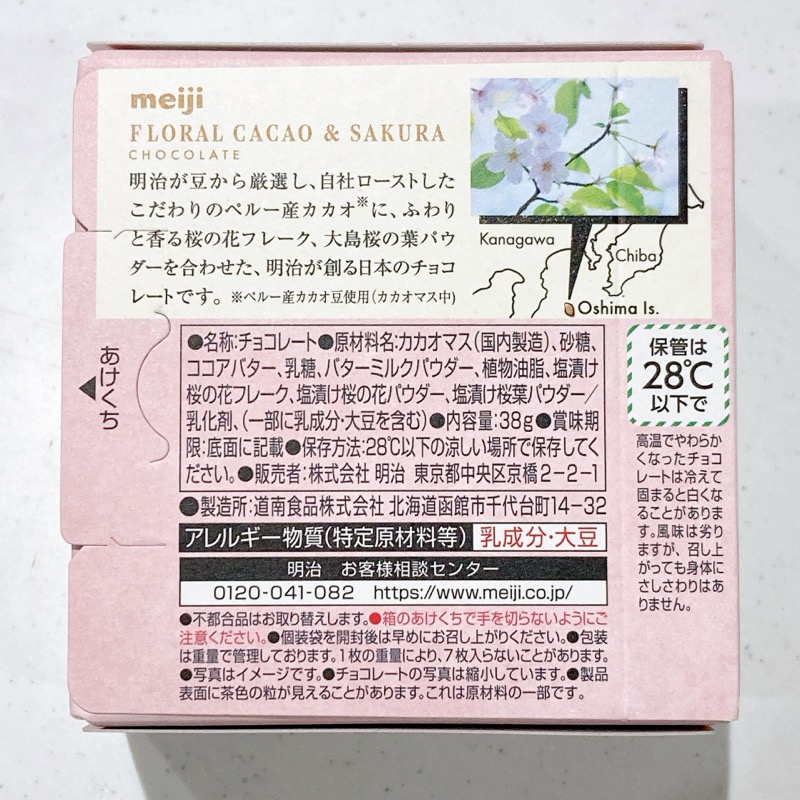 meiji
FLORAL CACAO & SAKURA
CHOCOLATE
明治が豆から厳選し、自社ローストした
こだわりのペルー産カカオ※に、ふわり
と香る桜の花フレーク、大島桜の葉パウ
ダーを合わせた、明治が創る日本のチョコ
レートです。 ※ペルー産カカオ豆使用(カカオマス中)
Kanagawa
Chiba
Oshima Is.
あけくち
●名称:チョコレート●原材料名:カカオマス(国内製造)、砂糖、
ココアバター、乳糖、バターミルクパウダー、植物油脂、塩漬け
桜の花フレーク、塩漬け桜の花パウダー、塩漬け桜葉パウダー/
乳化剤、(一部に乳成分・大豆を含む)●内容量:38g●賞味期
限:底面に記載●保存方法:28℃以下の涼しい場所で保存してく
ださい。●販売者:株式会社 明治 東京都中央区京橋2-2-1
●製造所:道南食品株式会社 北海道函館市千代台町14-32
アレルギー物質(特定原材料等) 乳成分・大豆
明治 お客様相談センター
0120-041-082 https://www.meiji.co.jp/
●不都合品はお取り替えします。●箱のあけくちで手を切らないようにご
注意ください。●個装袋を開封後は早めにお召し上がりください。●包装
は重量で管理しております。1枚の重量により、7枚入らないことがあります。
●写真はイメージです。●チョコレートの写真は縮小しています。●製品
表面に茶色の粒が見えることがあります。これは原材料の一部です。
保管は
28℃
以下で
高温でやわらか
くなったチョコ
レートは冷えて
固まると白くな
ることがありま
す。風味は劣り
ますが、召し上
がっても身体に
さしさわりはあ
りません。